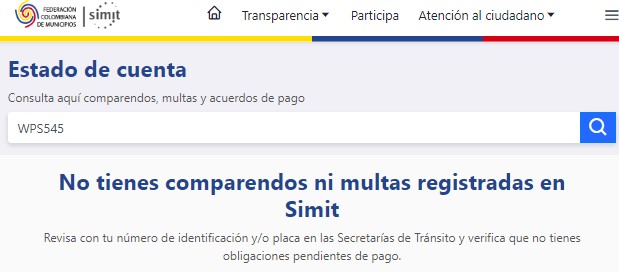 FEDERACIÓN
COLOMBIANA
DE MUNICIPIOS
simit
Transparencia Participa Atención al ciudadano
Estado de cuenta
Consulta aquí comparendos, multas y acuerdos de pago
WPS545
No tienes comparendos ni multas registradas en
Simit
Revisa con tu número de identificación y/o placa en las Secretarías de Tránsito y verifica que no tienes
obligaciones pendientes de pago.